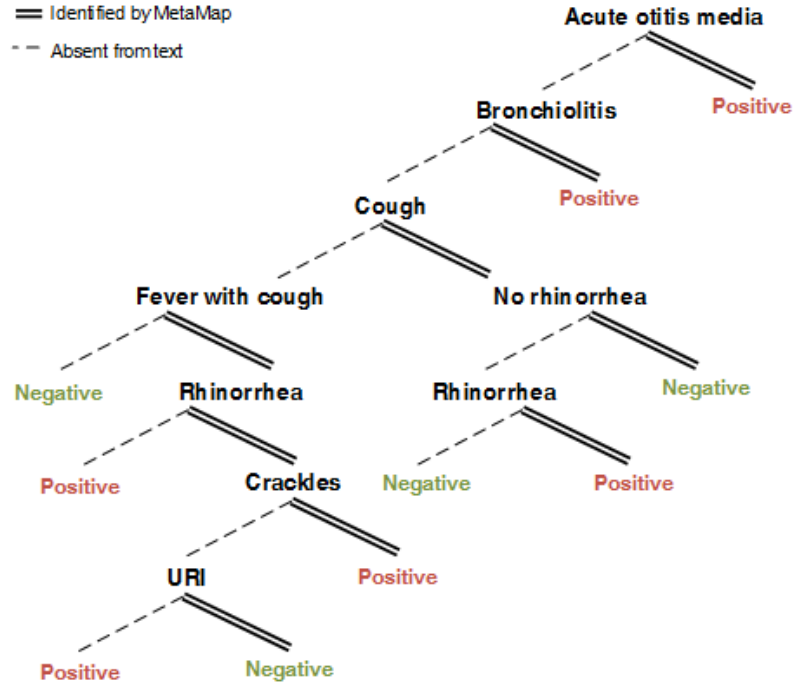 Identified by MetaMap
Absent from text
Acute otitis media
Positive
Bronchiolitis
Positive
Cough
Fever with cough
No rhinorrhea
Negative
Rhinorrhea
Rhinorrhea
Negative
Positive
Crackles
Negative
Positive
URI
Positive
Positive
Negative